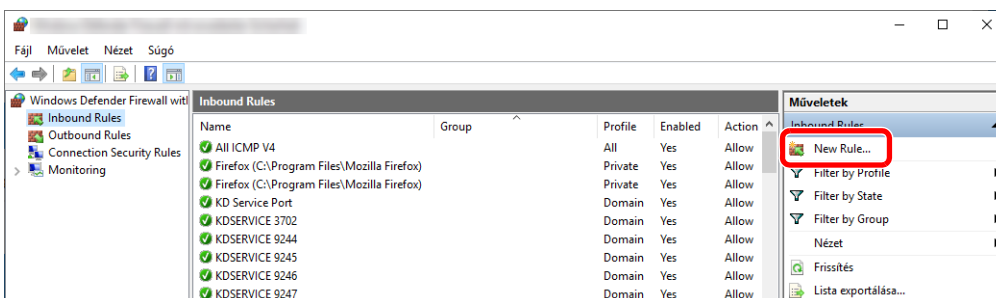 Fájl Művelet Nézet Súgó
Windows Defender Firewall with
Inbound Rules
Outbound Rules
Connection Security Rules
Monitoring
Inbound Rules
Name Group Profile Enabled Action
All ICMP V4 All Yes Allow
Firefox (C:\Program Files\Mozilla Firefox) Private Yes Allow
Firefox (C:\Program Files\Mozilla Firefox) Private Yes Allow
KD Service Port Domain Yes Allow
KDSERVICE 3702 Domain Yes Allow
KDSERVICE 9244 Domain Yes Allow
KDSERVICE 9245 Domain Yes Allow
KDSERVICE 9246 Domain Yes Allow
KDSERVICE 9247 Domain Yes Allow
Műveletek
Inbound Rules
New Rule...
Filter by Profile
Filter by State
Filter by Group
Nézet
Frissítés
Lista exportálása...